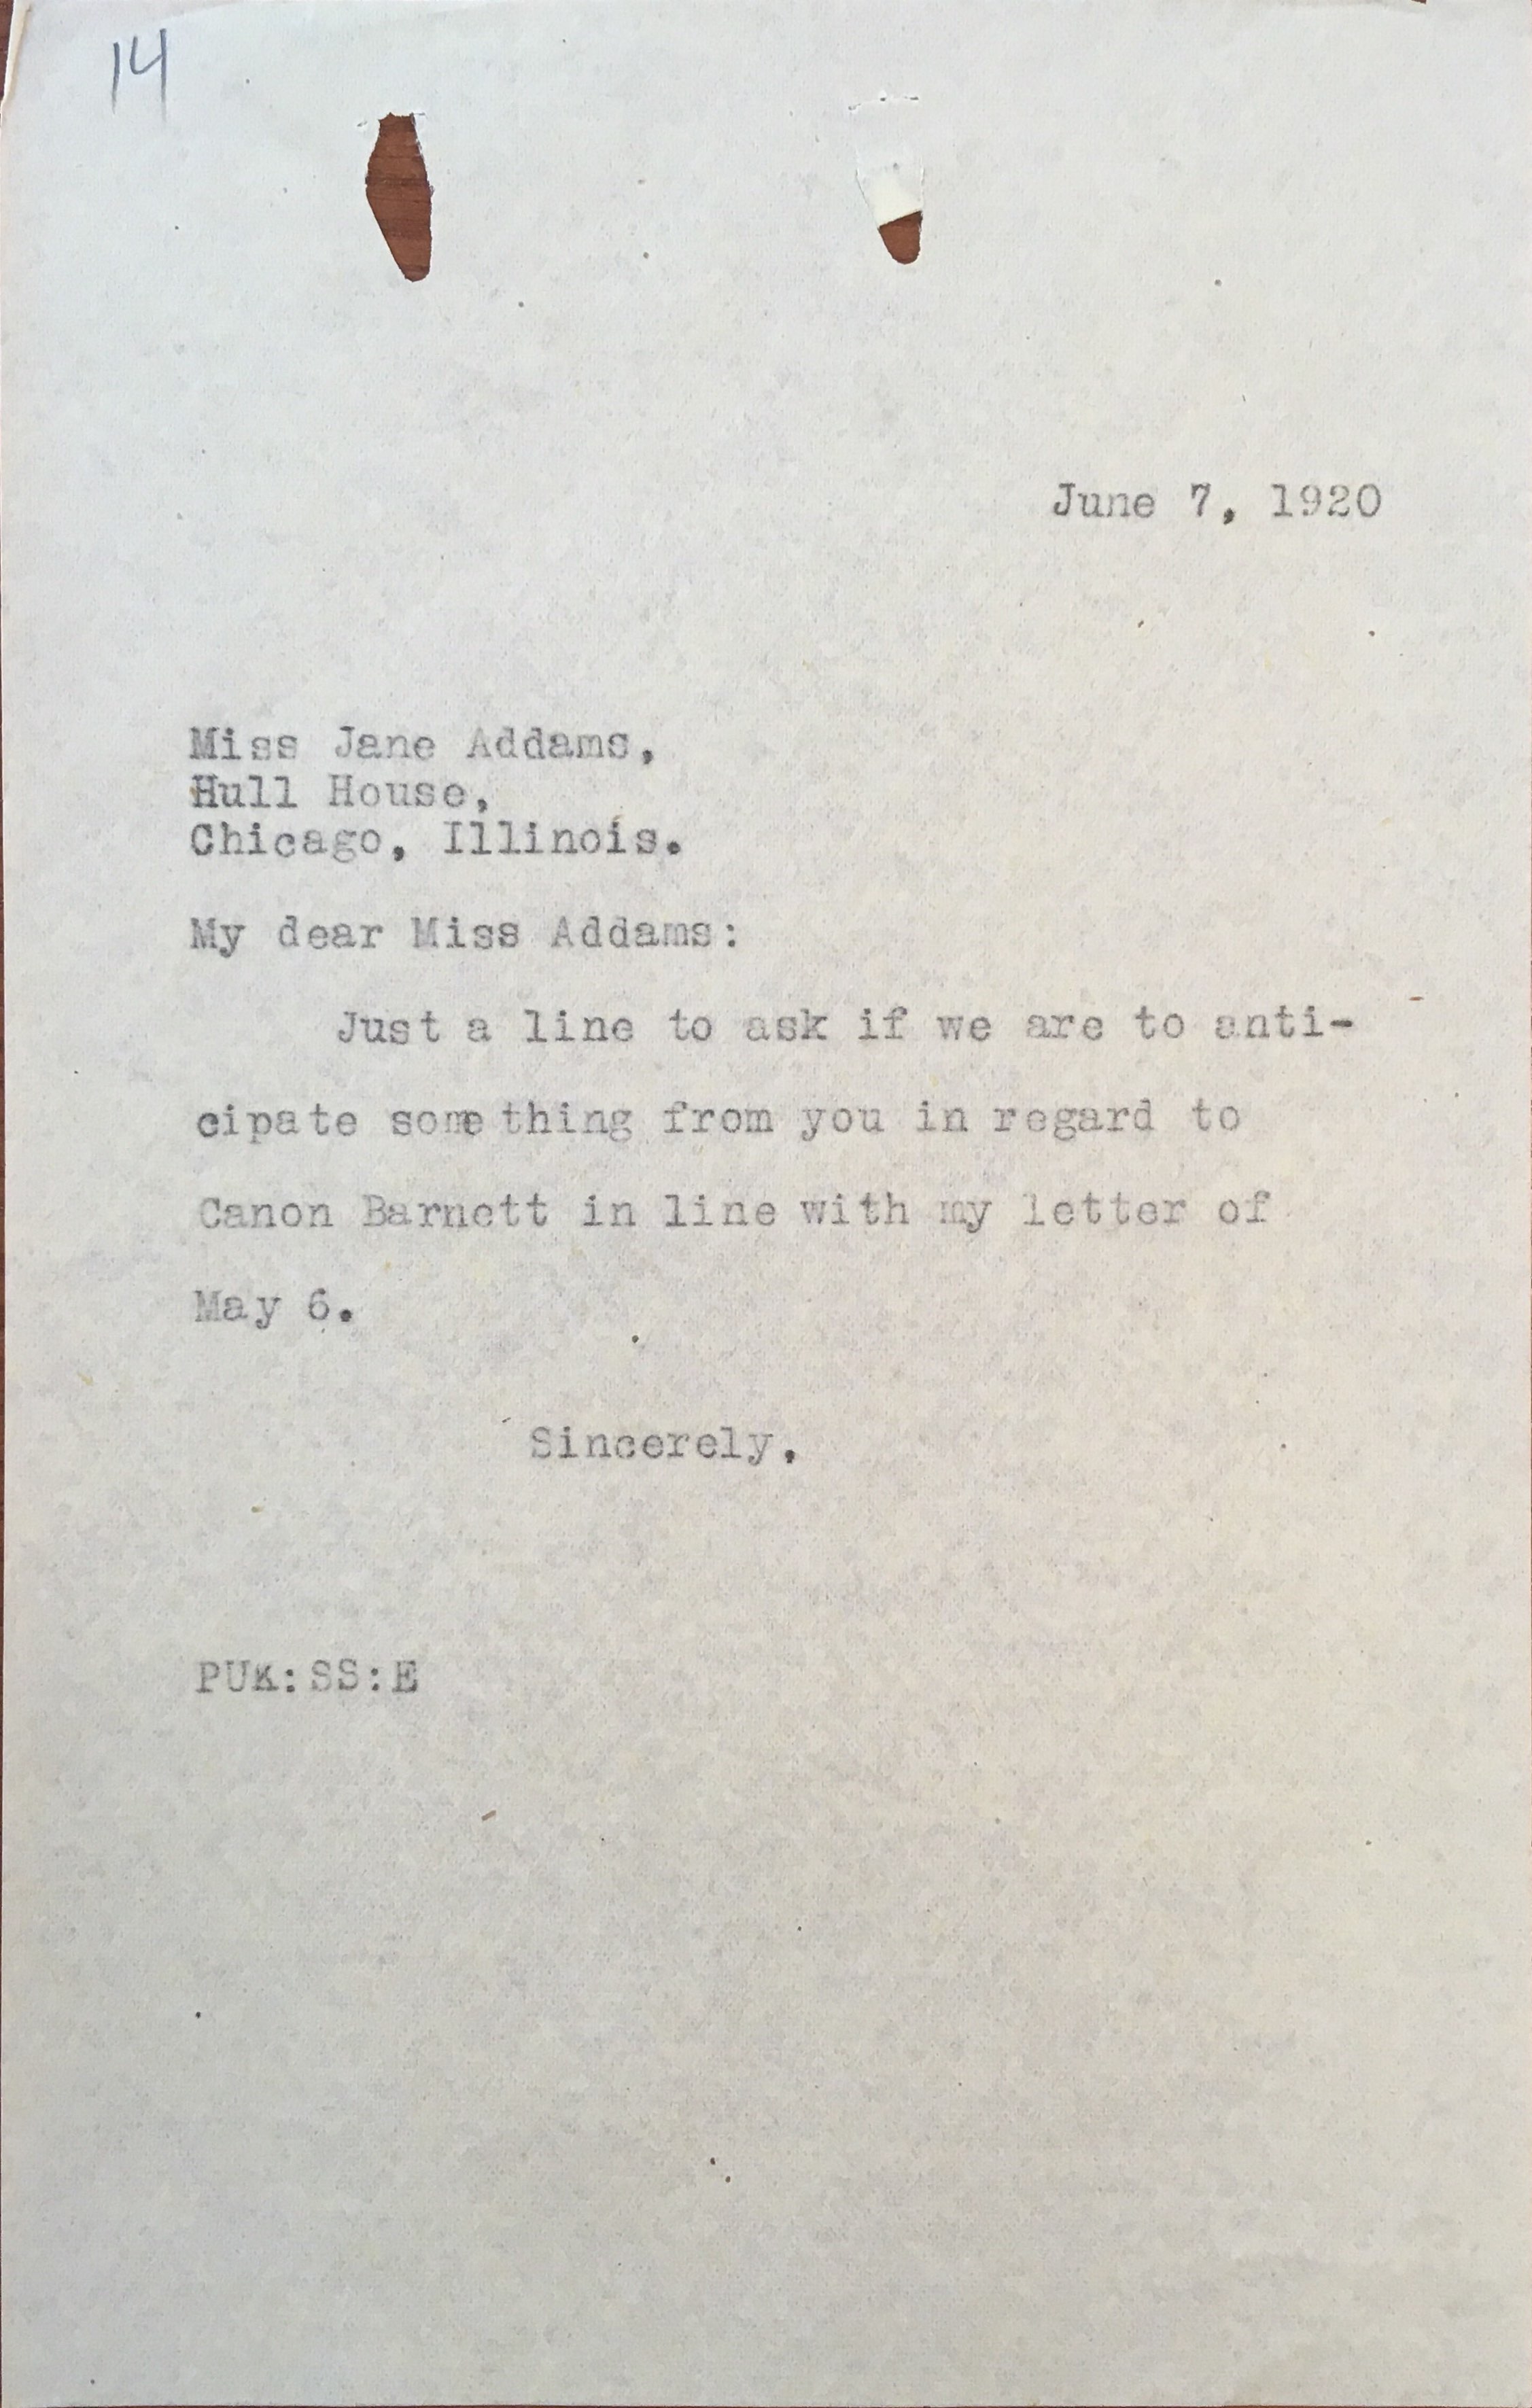 14
June 7, 1920
Miss Jane Addams,
Hull House,
Chicago, Illinois.
My dear Miss Addams:
Just a line to ask if we are to anti-
cipate something from you in regard to
Canon Barnett in line with my letter of
May 6.
Sincerely,
PUK:SS:E